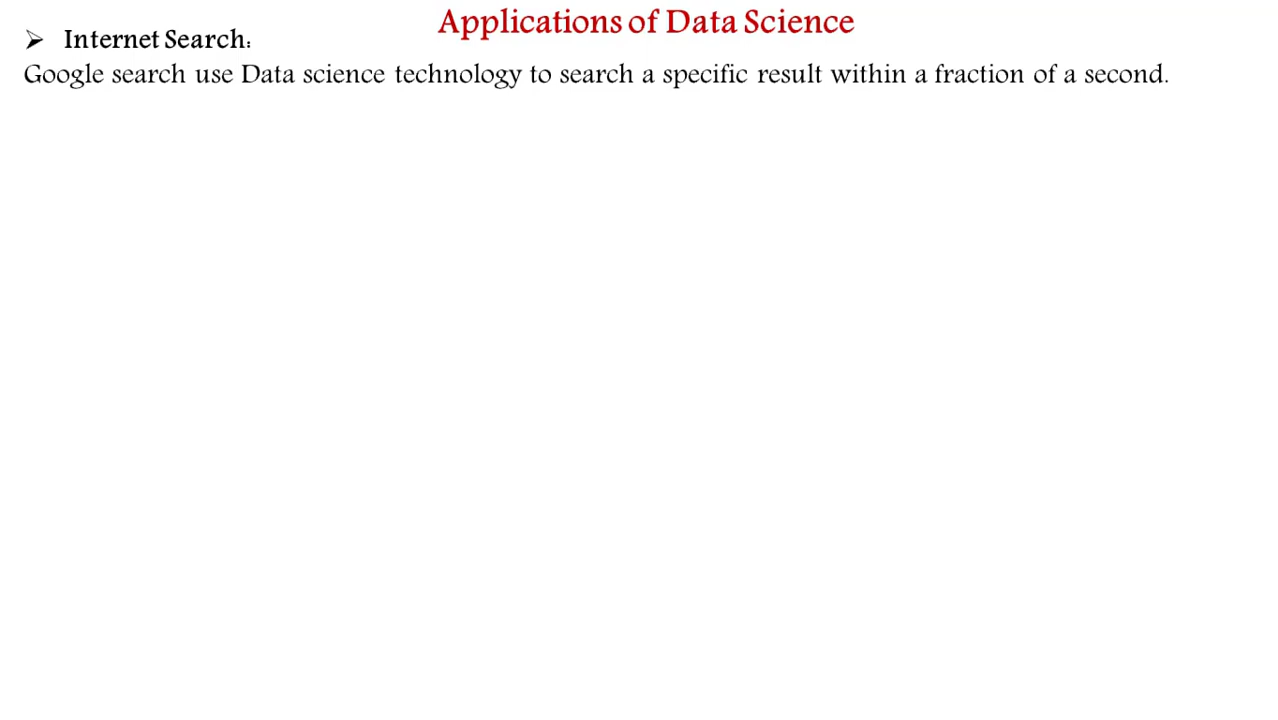 Applications of Data Science
➢ Internet Search:
Google search use Data science technology to search a specific result within a fraction of a second.